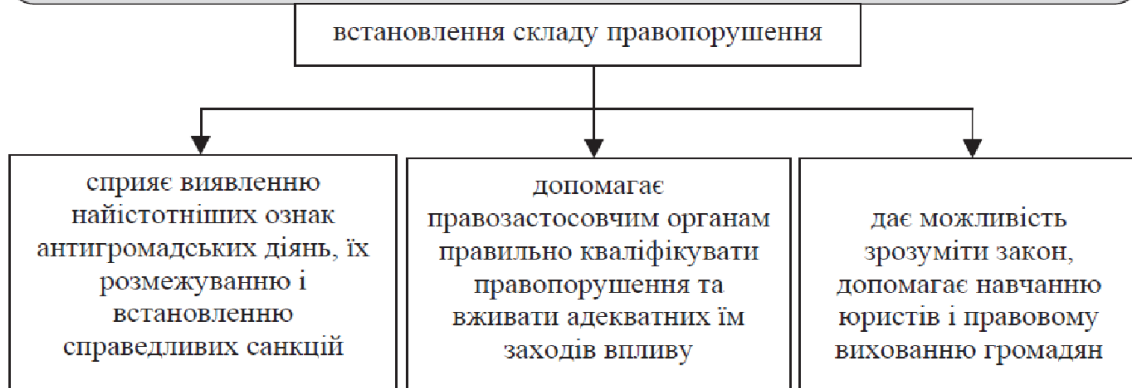 встановлення складу правопорушення
сприяє виявленню
найістотніших ознак
антигромадських діянь, їх
розмежуванню і
встановленню
справедливих санкцій
допомагає
правозастосовчим органам
правильно кваліфікувати
правопорушення та
вживати адекватних їм
заходів впливу
дає можливість
зрозуміти закон,
допомагає навчанню
юристів і правовому
вихованню громадян